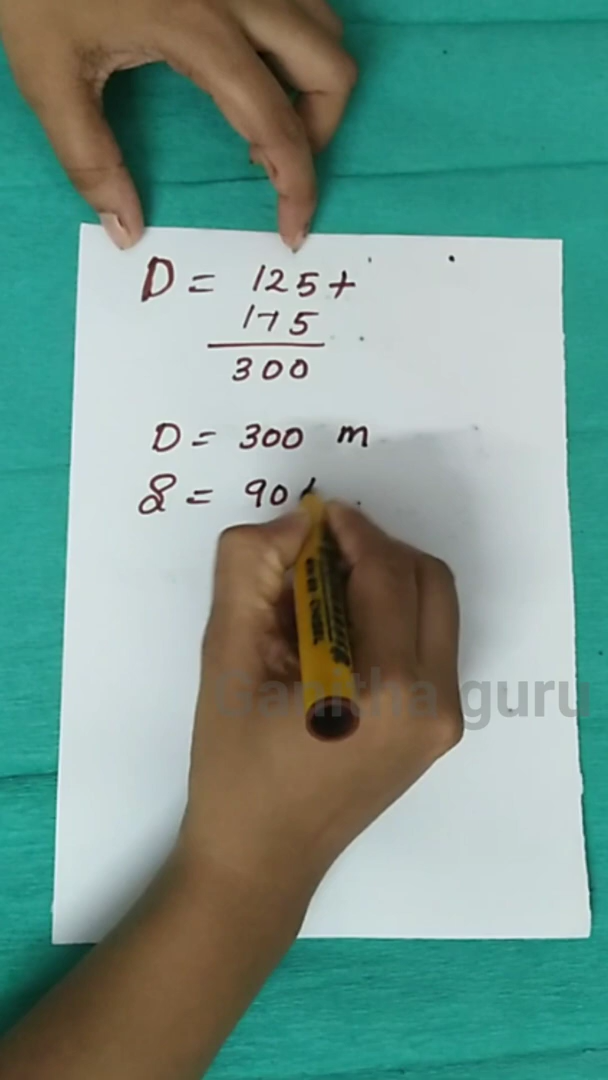 D = 125+
175
300
D = 300 m
S = 90
Ganitha guru